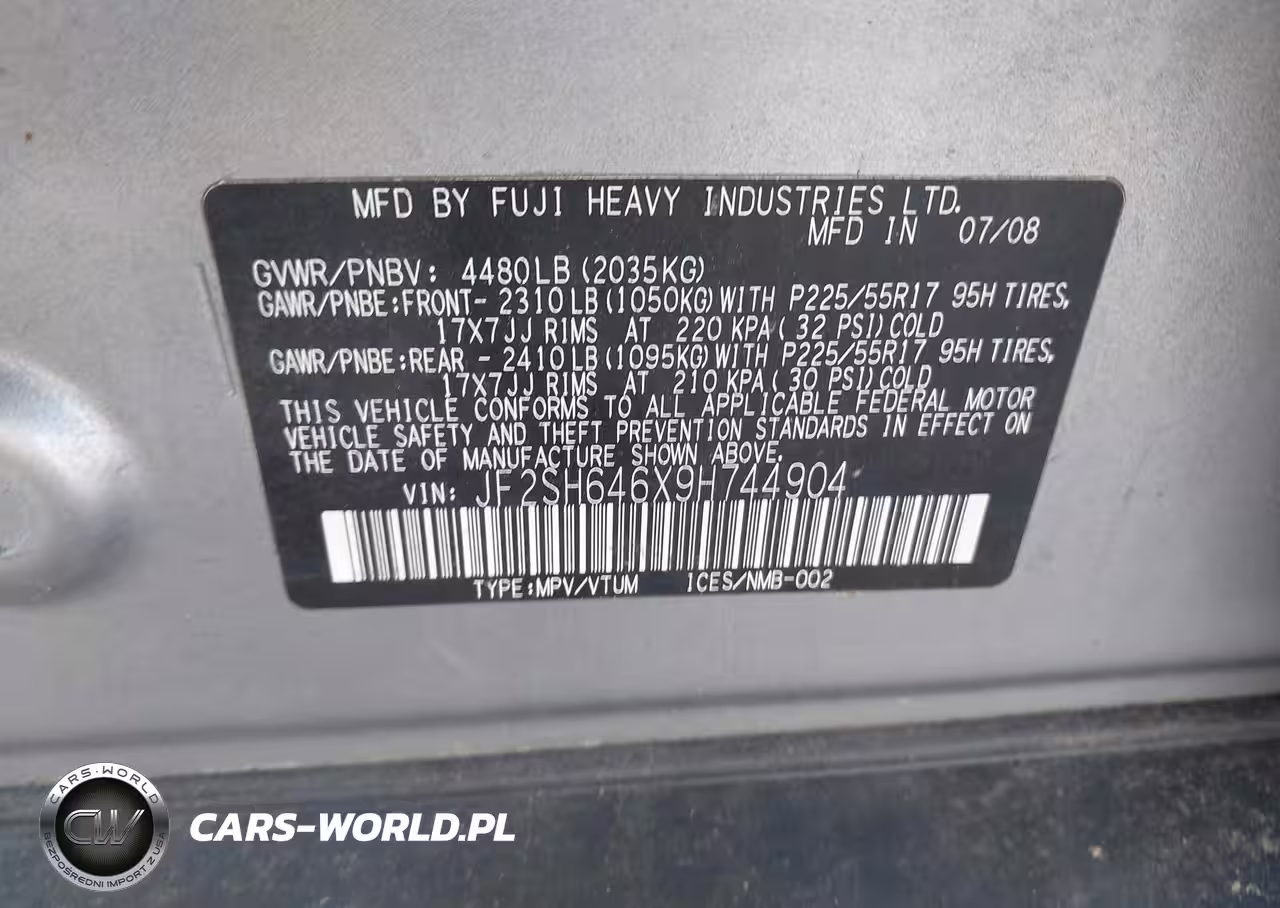 MFD BY FUJI HEAVY INDUSTRIES LTD.
MFD IN 07/08
GVWR/PNBV: 4480LB (2035KG)
GAWR/PNBE:FRONT- 2310LB (1050KG) WITH P225/55R17 95H TIRES,
17X7JJ RIMS AT 220 KPA( 32 PSI) COLD
GAWR/PNBE:REAR - 2410LB (1095KG) WITH P225/55R17 95H TIRES,
17X7JJ RIMS AT 210 KPA( 30 PSI) COLD
THIS VEHICLE CONFORMS TO ALL APPLICABLE FEDERAL MOTOR
VEHICLE SAFETY AND THEFT PREVENTION STANDARDS IN EFFECT ON
THE DATE OF MANUFACTURE SHOWN ABOVE.
VIN: JF2SH646X9H744904
TYPE:MPV/VTUM ICES/NMB-002
CARS-WORLD
CW
BEZPOŚREDNI IMPORT Z USA
CARS-WORLD.PL